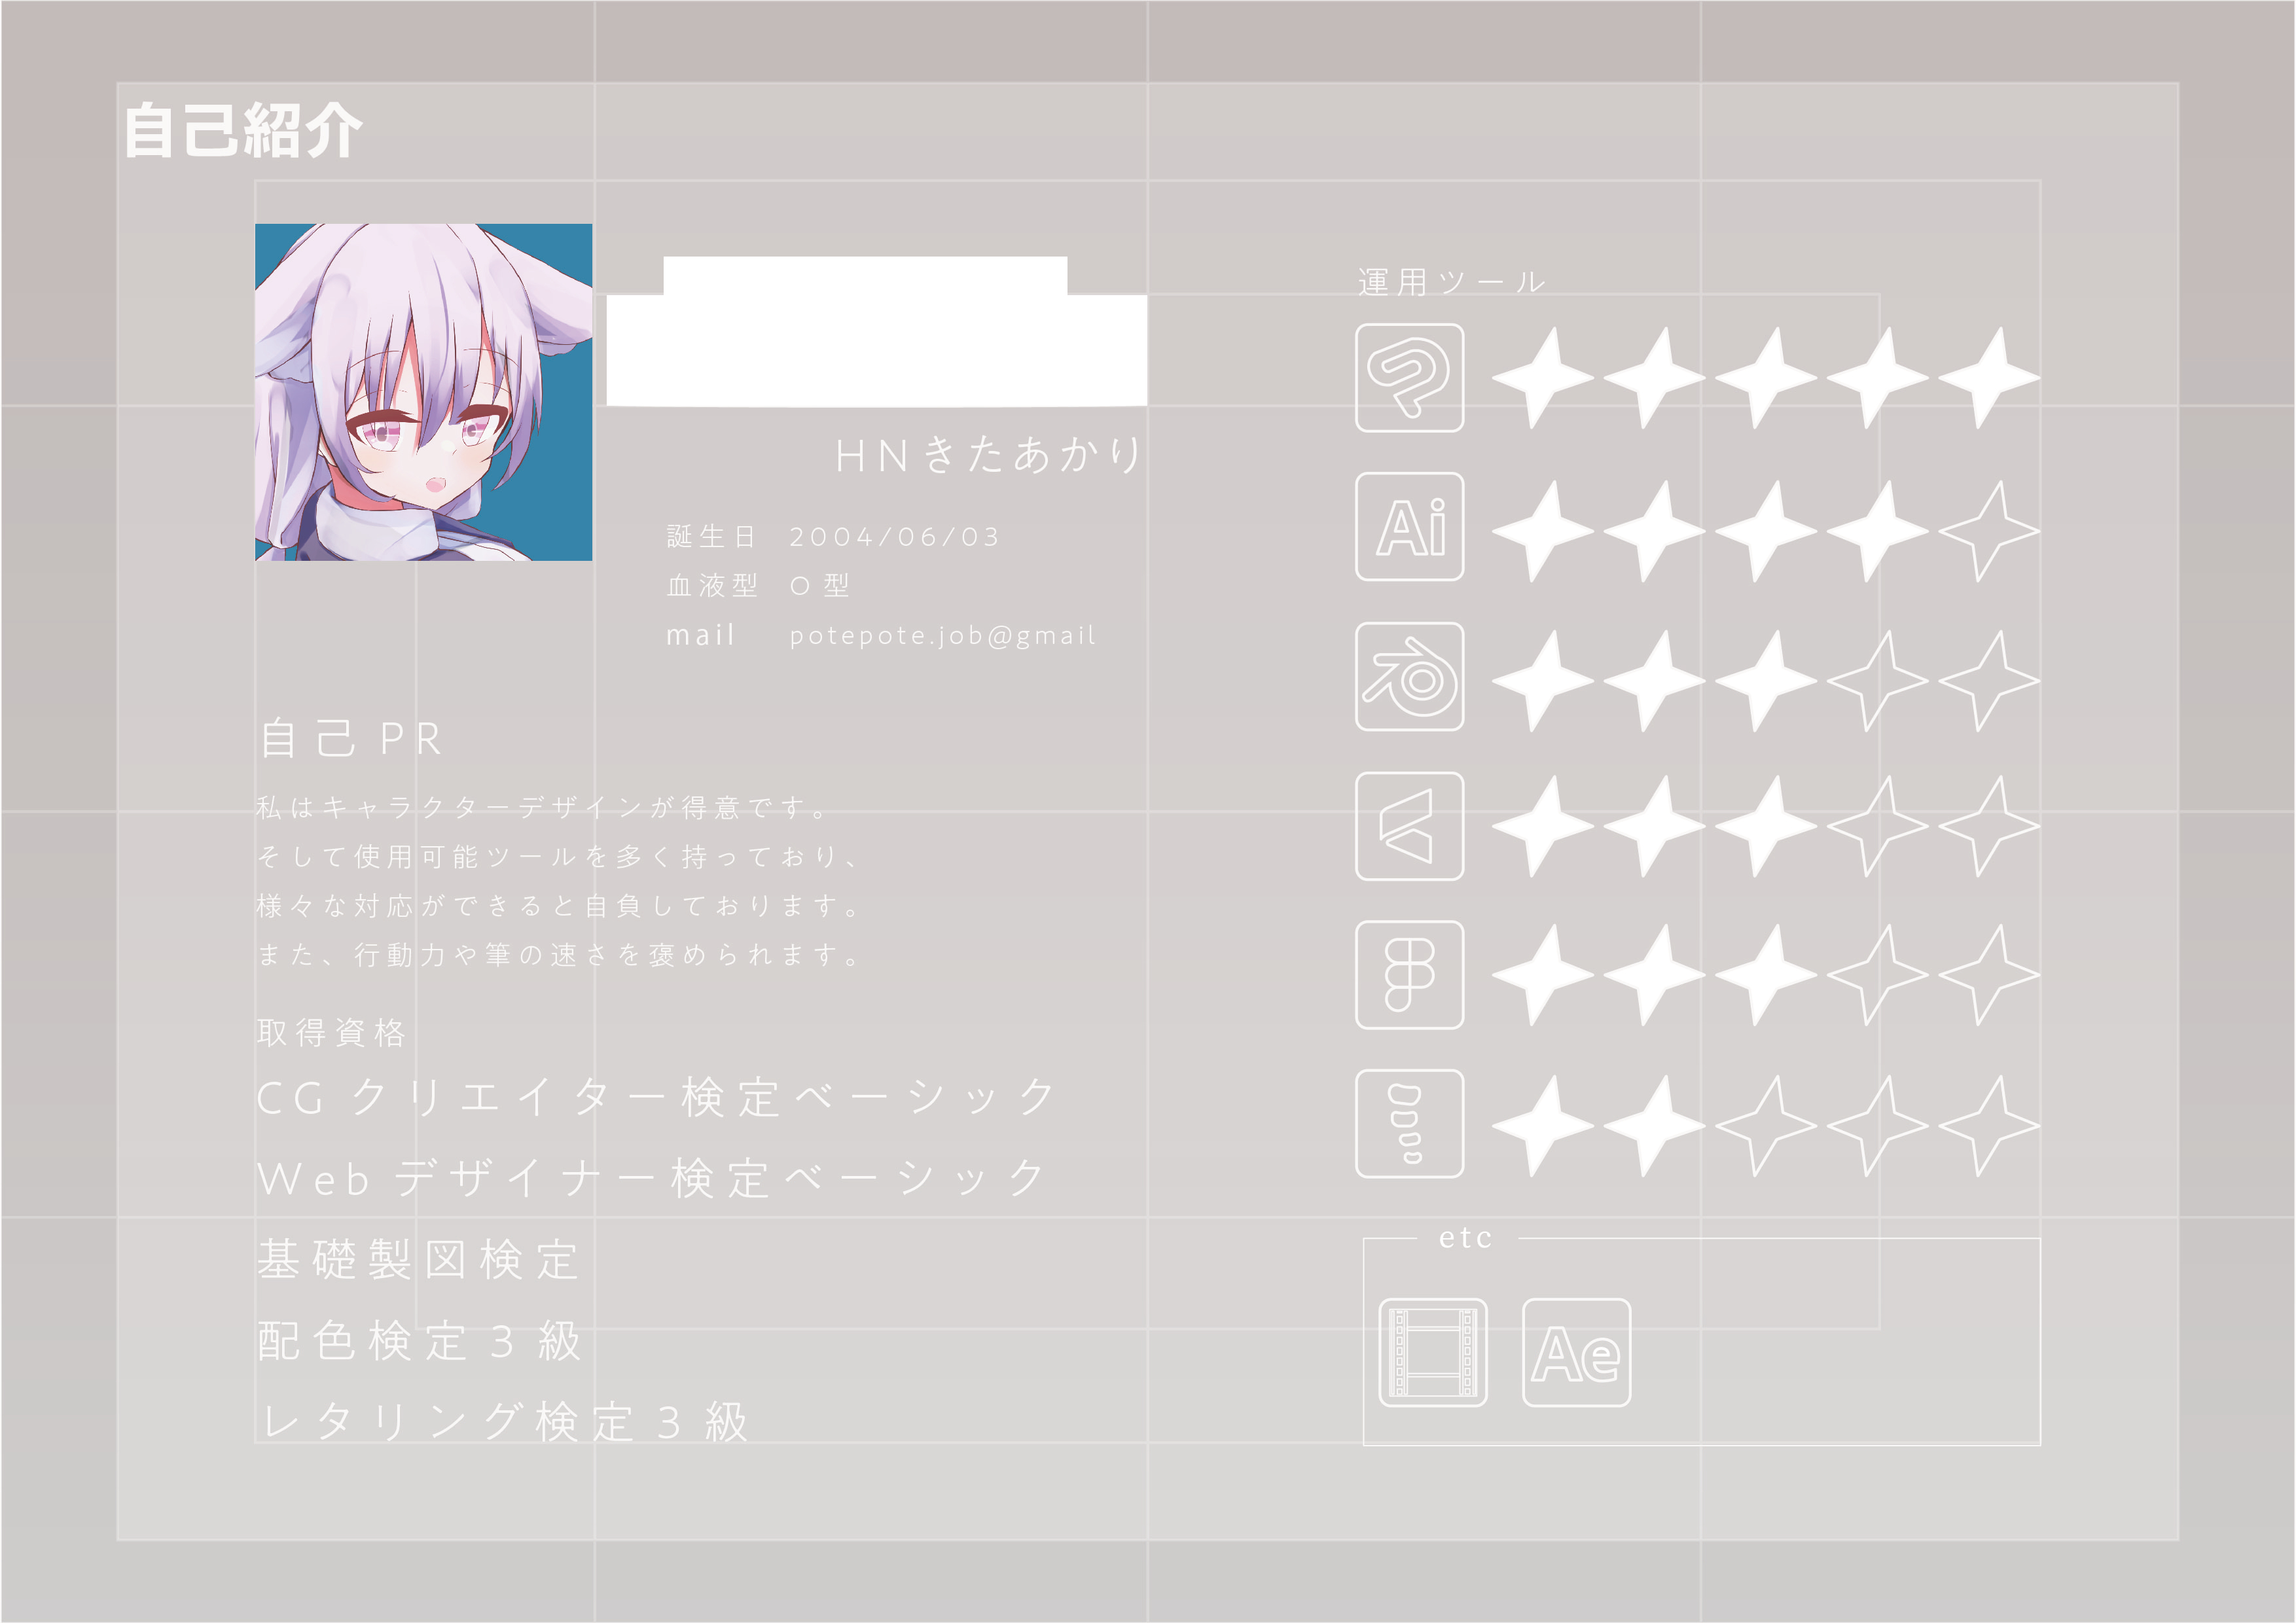 自己紹介
HNきたあかり
誕生日 2004/06/03
血液型 O型
mail potepote.job@gmail
自己PR
私はキャラクターデザインが得意です。
そして使用可能ツールを多く持っており、
様々な対応ができると自負しております。
また、行動力や筆の速さを褒められます。
取得資格
CGクリエイター検定ベーシック
Webデザイナー検定ベーシック
基礎製図検定
配色検定3級
レタリング検定3級
運用ツール
Ai
etc
Ae